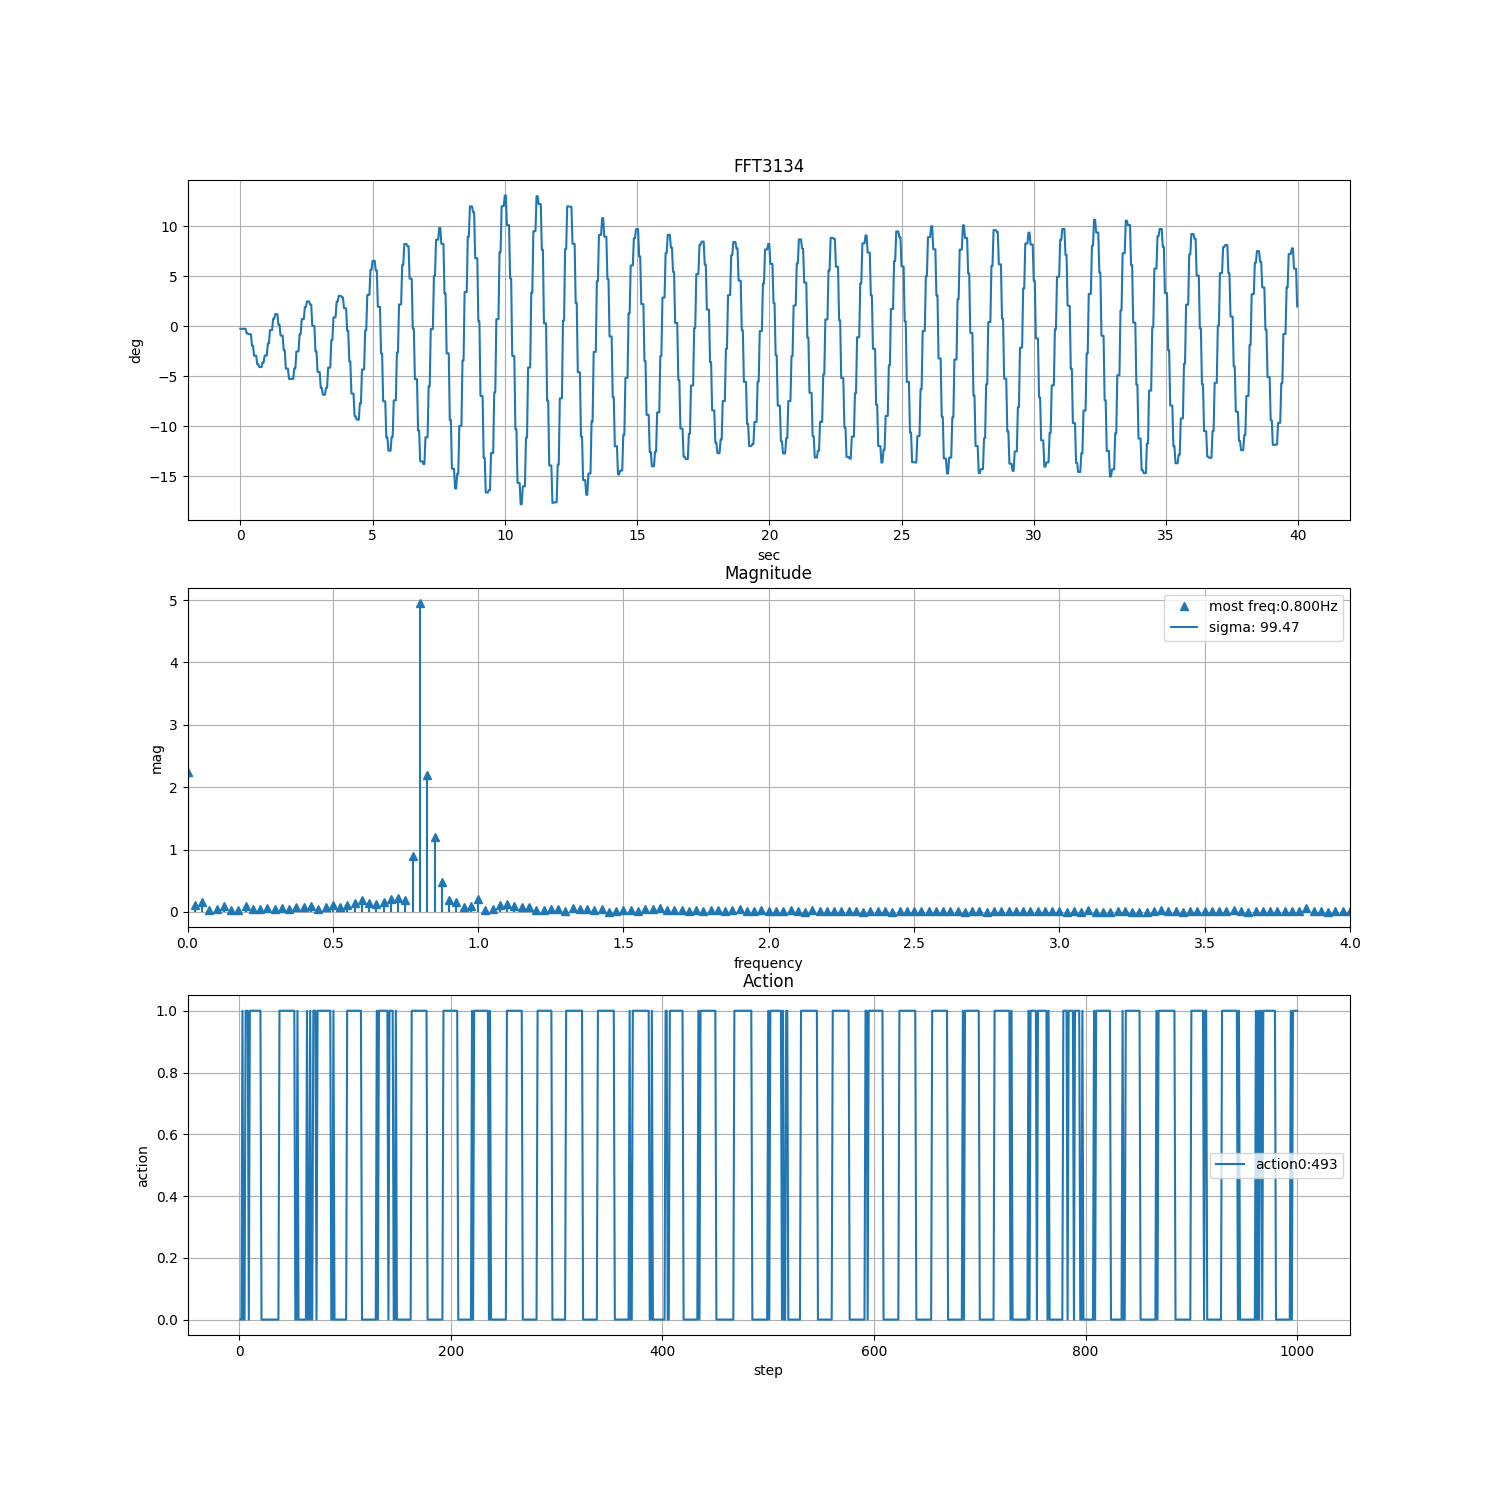 FFT3134
10
5
0
−5
−10
−15
deg
0 5 10 15 20 25 30 35 40
sec
Magnitude
5
4
3
2
1
0
mag
most freq:0.800Hz
sigma: 99.47
0.0 0.5 1.0 1.5 2.0 2.5 3.0 3.5 4.0
frequency
Action
1.0
0.8
0.6
0.4
0.2
0.0
action
action0:493
0 200 400 600 800 1000
step